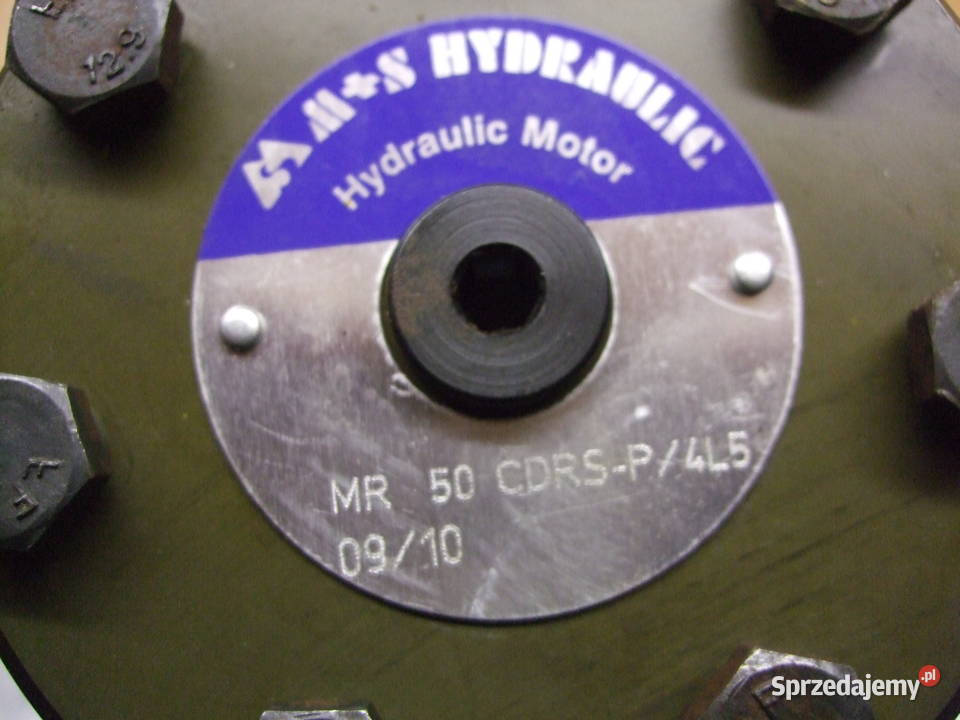 12.9
M+S HYDRAULIC
Hydraulic Motor
MR 50 CDRS-P/4L5
09/10
Sprzedajemy.pl